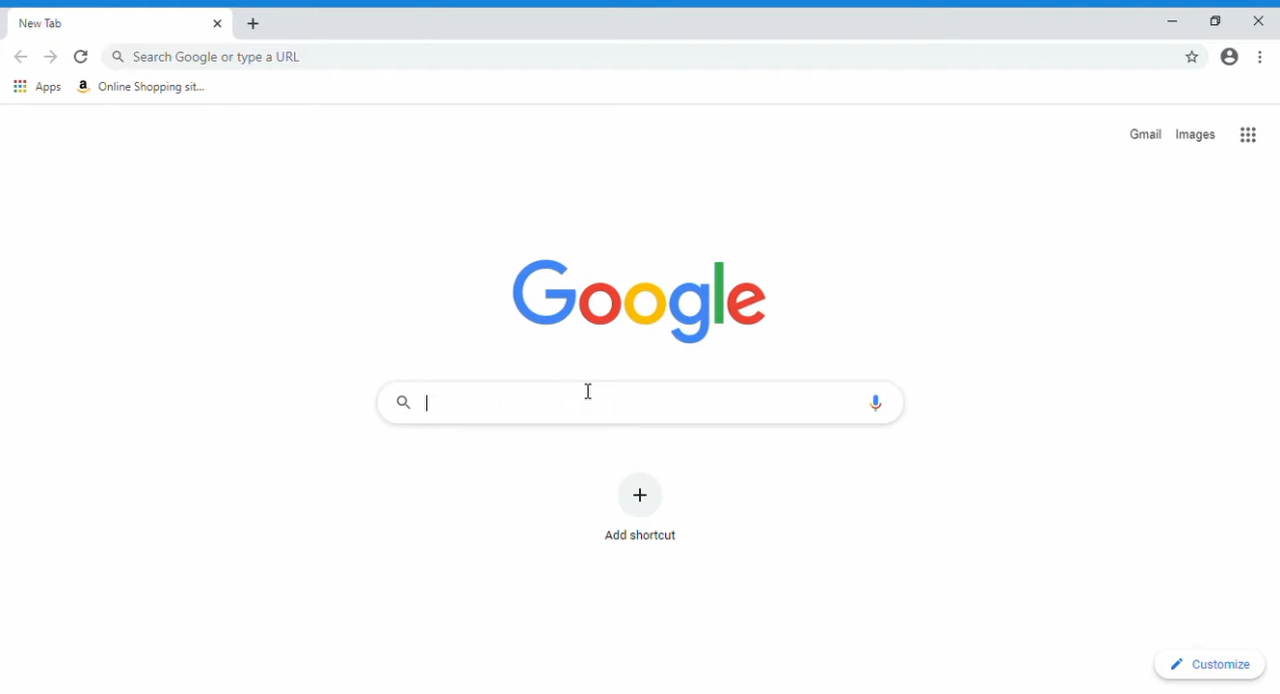 New Tab
Search Google or type a URL
Apps
Online Shopping sit...
Gmail Images
Google
Add shortcut
Customize